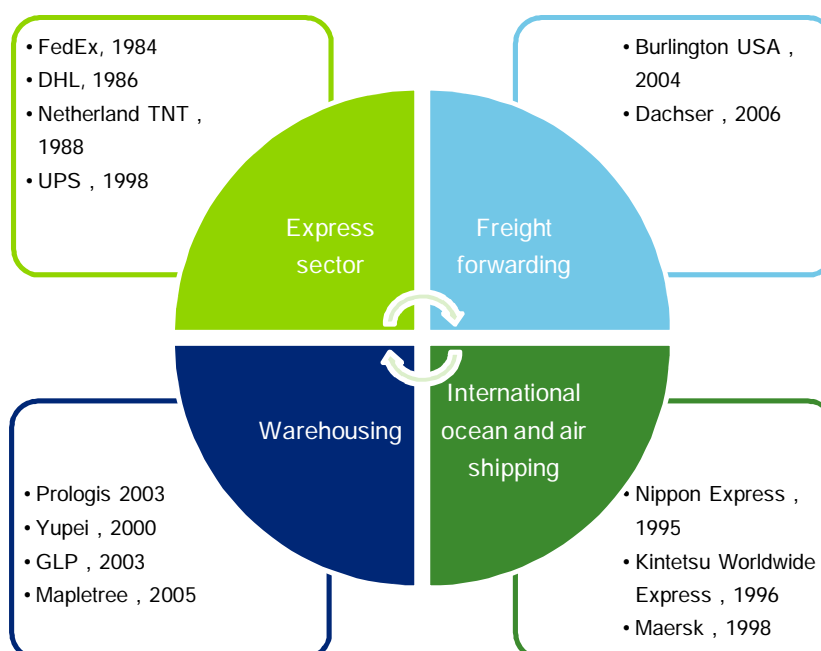 • FedEx, 1984
• DHL, 1986
• Netherland TNT ,
1988
• UPS , 1998
• Burlington USA ,
2004
• Dachser , 2006
Express
sector
Freight
forwarding
Warehousing
International
ocean and air
shipping
• Prologis 2003
• Yupei , 2000
• GLP , 2003
• Mapletree , 2005
• Nippon Express ,
1995
• Kintetsu Worldwide
Express , 1996
• Maersk , 1998